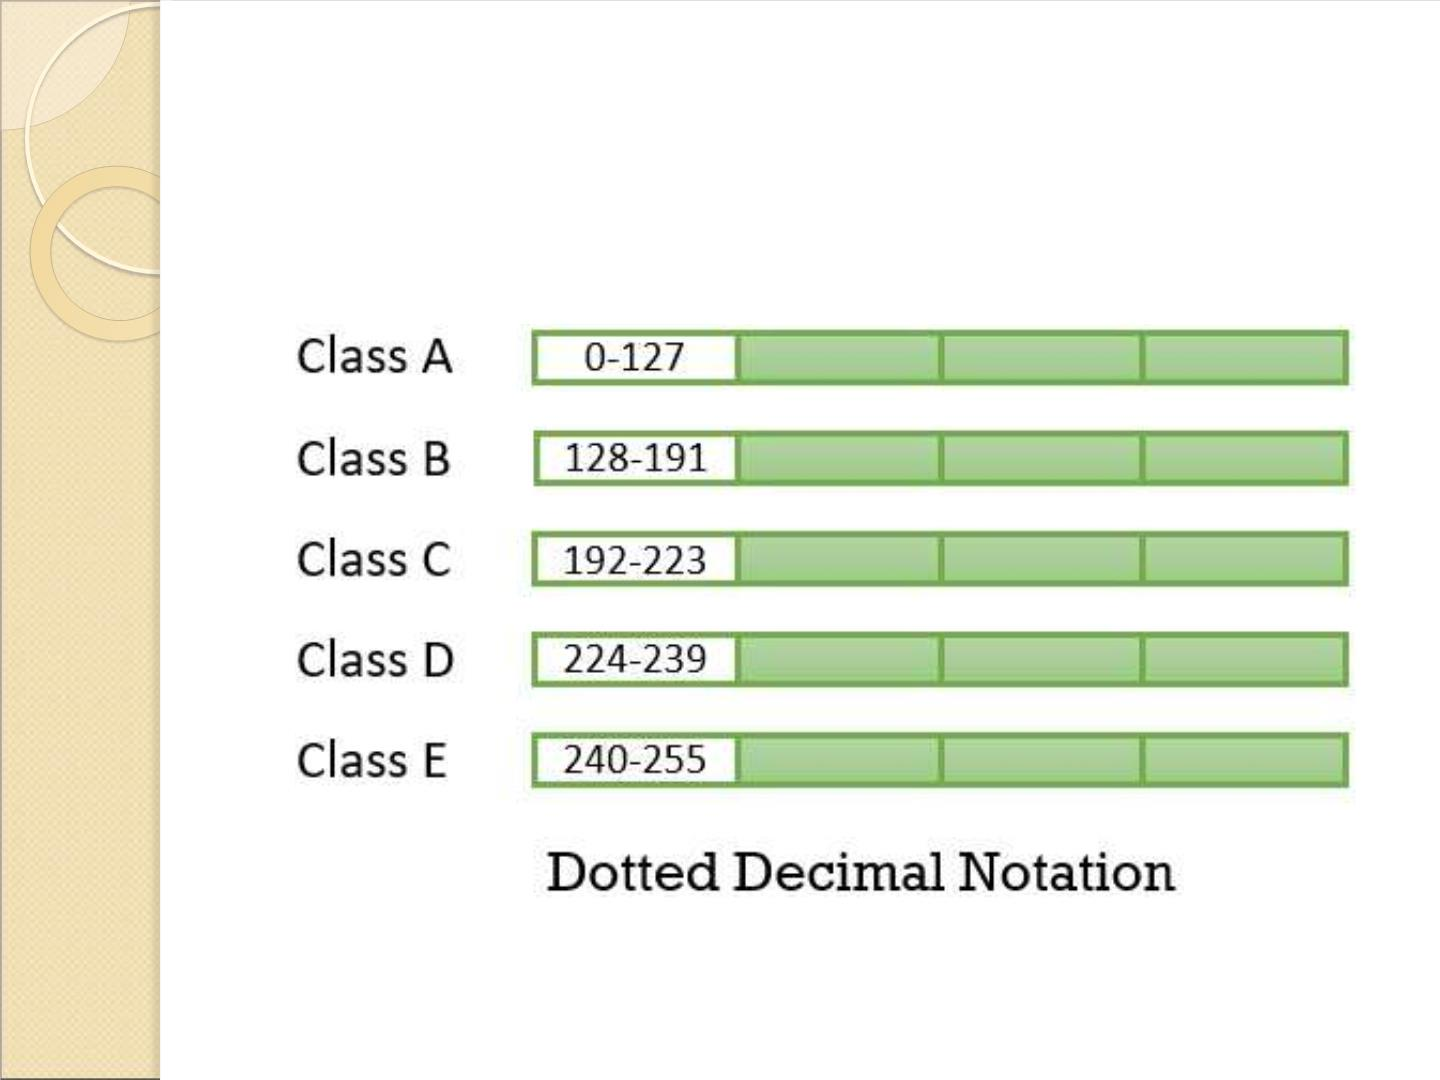 Class A 0-127
Class B 128-191
Class C 192-223
Class D 224-239
Class E 240-255
Dotted Decimal Notation